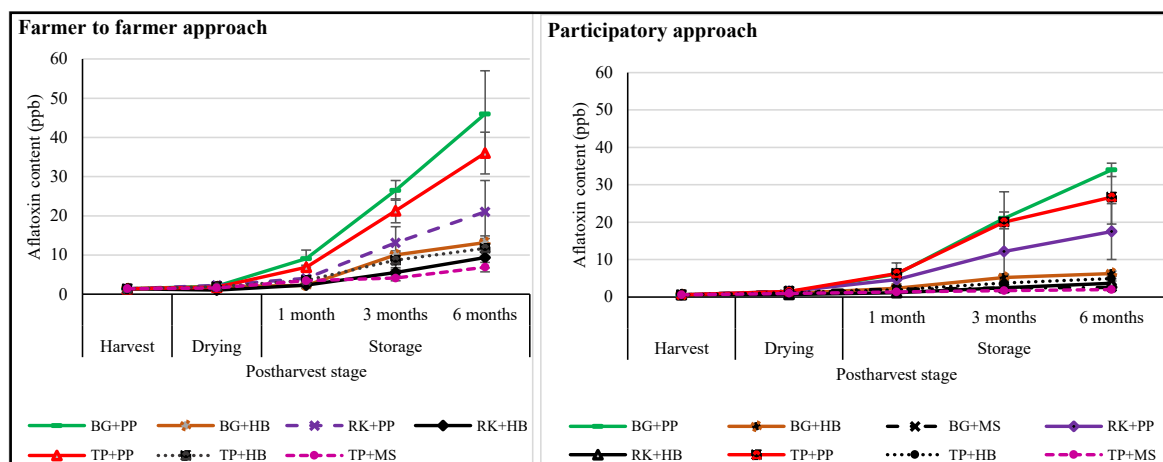 Farmer to farmer approach
60
50
40
30
20
10
0
Aflatoxin content (ppb)
1 month 3 months 6 months
Harvest Drying Storage
Postharvest stage
BG+PP BG+HB RK+PP RK+HB
TP+PP TP+HB TP+MS
Participatory approach
60
50
40
30
20
10
0
Aflatoxin content (ppb)
1 month 3 months 6 months
Harvest Drying Storage
Postharvest stage
BG+PP BG+HB BG+MS RK+PP
RK+HB TP+PP TP+HB TP+MS